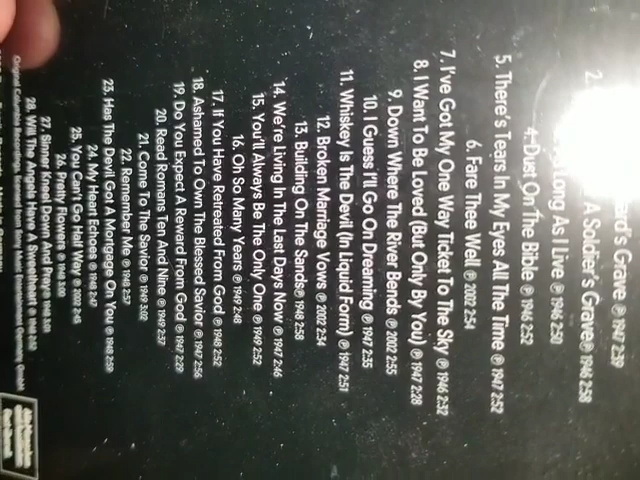 ard's Grave ℗ 1947 2:39
2. A Soldier's Grave ℗ 1946 2:58
Long As I Live ℗ 1946 2:50
4. Dust On The Bible ℗ 1946 2:52
5. There's Tears In My Eyes All The Time ℗ 1947 2:52
6. Fare Thee Well ℗ 2002 2:54
7. I've Got My One Way Ticket To The Sky ℗ 1946 2:32
8. I Want To Be Loved (But Only By You) ℗ 1947 2:28
9. Down Where The River Bends ℗ 2002 2:55
10. I Guess I'll Go On Dreaming ℗ 1947 2:35
11. Whiskey Is The Devil (In Liquid Form) ℗ 1947 2:51
12. Broken Marriage Vows ℗ 2002 2:34
13. Building On The Sands ℗ 1948 2:58
14. We're Living In The Last Days Now ℗ 1947 2:46
15. You'll Always Be The Only One ℗ 1949 2:52
16. Oh So Many Years ℗ 1949 2:48
17. If You Have Retreated From God ℗ 1948 2:52
18. Ashamed To Own The Blessed Savior ℗ 1947 2:56
19. Do You Expect A Reward From God ℗ 1947 2:29
20. Read Romans Ten And Nine ℗ 1949 2:37
21. Come To The Savior ℗ 1949 3:02
22. Remember Me ℗ 1948 2:37
23. Has The Devil Got A Mortgage On You ℗ 1948 2:59
24. My Heart Echoes ℗ 1948 2:47
25. You Can't Go Half Way ℗ 2002 2:45
26. Pretty Flowers ℗ 1948 3:00
27. Sinner Kneel Down And Pray ℗ 1948
28. Will The Angels Have A Sweetheart ℗ 1948
Original Columbia Recordings,